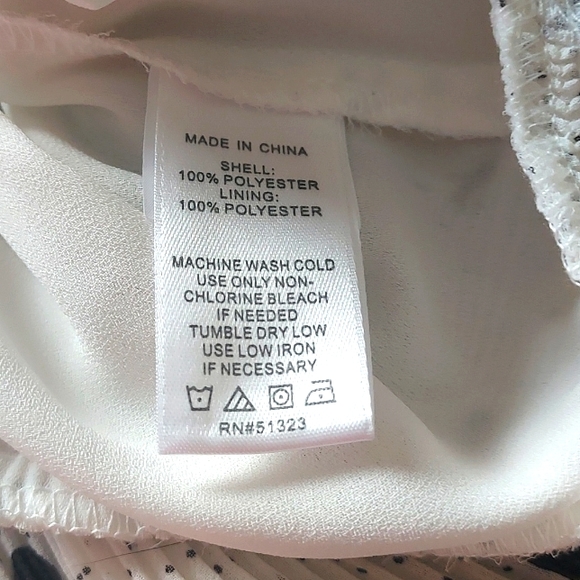 MADE IN CHINA
SHELL:
100% POLYESTER
LINING:
100% POLYESTER
MACHINE WASH COLD
USE ONLY NON-
CHLORINE BLEACH
IF NEEDED
TUMBLE DRY LOW
USE LOW IRON
IF NECESSARY
RN#51323